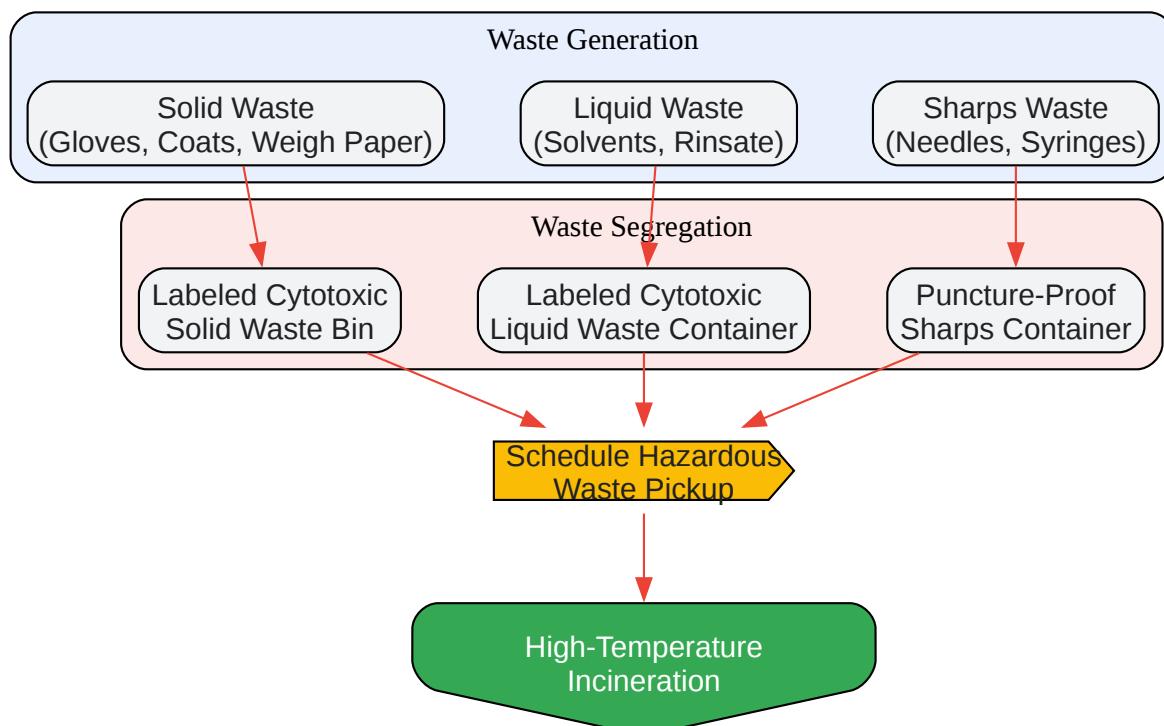 Waste Generation
Solid Waste
(Gloves, Coats, Weigh Paper)
Liquid Waste
(Solvents, Rinsate)
Sharps Waste
(Needles, Syringes)
Waste Segregation
Labeled Cytotoxic
Solid Waste Bin
Labeled Cytotoxic
Liquid Waste Container
Puncture-Proof
Sharps Container
Schedule Hazardous
Waste Pickup
High-Temperature
Incineration